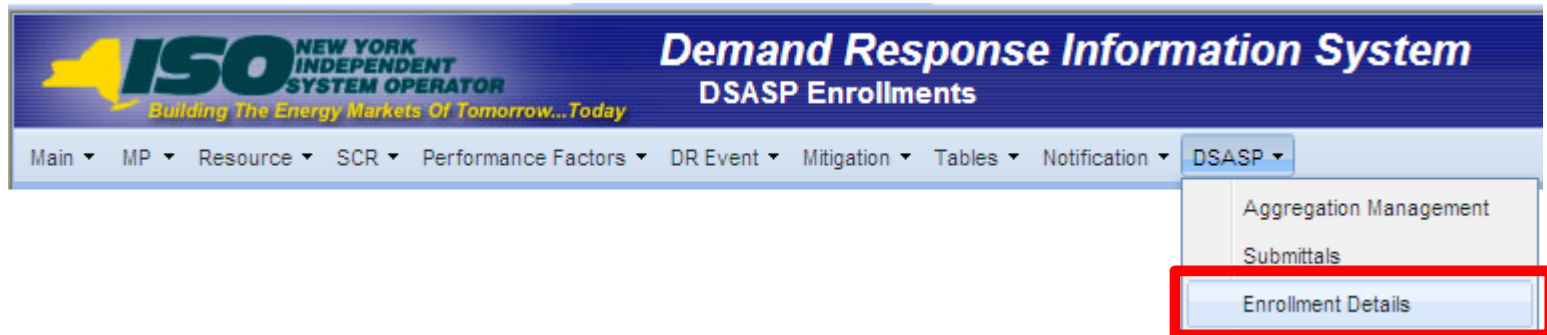 ISO NEW YORK
INDEPENDENT
SYSTEM OPERATOR
Building The Energy Markets Of Tomorrow...Today
Demand Response Information System
DSASP Enrollments
Main MP Resource SCR Performance Factors DR Event Mitigation Tables Notification DSASP
Aggregation Management
Submittals
Enrollment Details